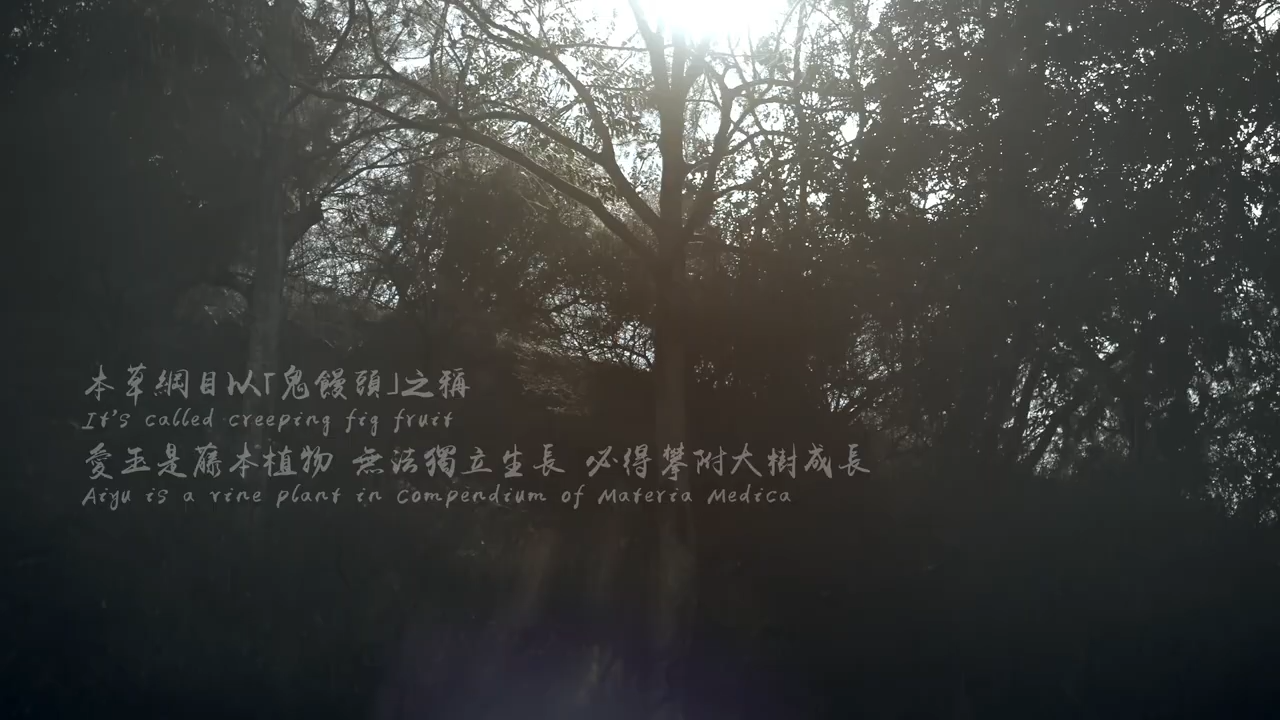 本草綱目以「鬼饅頭」之稱
It's called creeping fig fruit
愛玉是藤本植物 無法獨立生長 必得攀附大樹成長
Aiyu is a vine plant in Compendium of Materia Medica